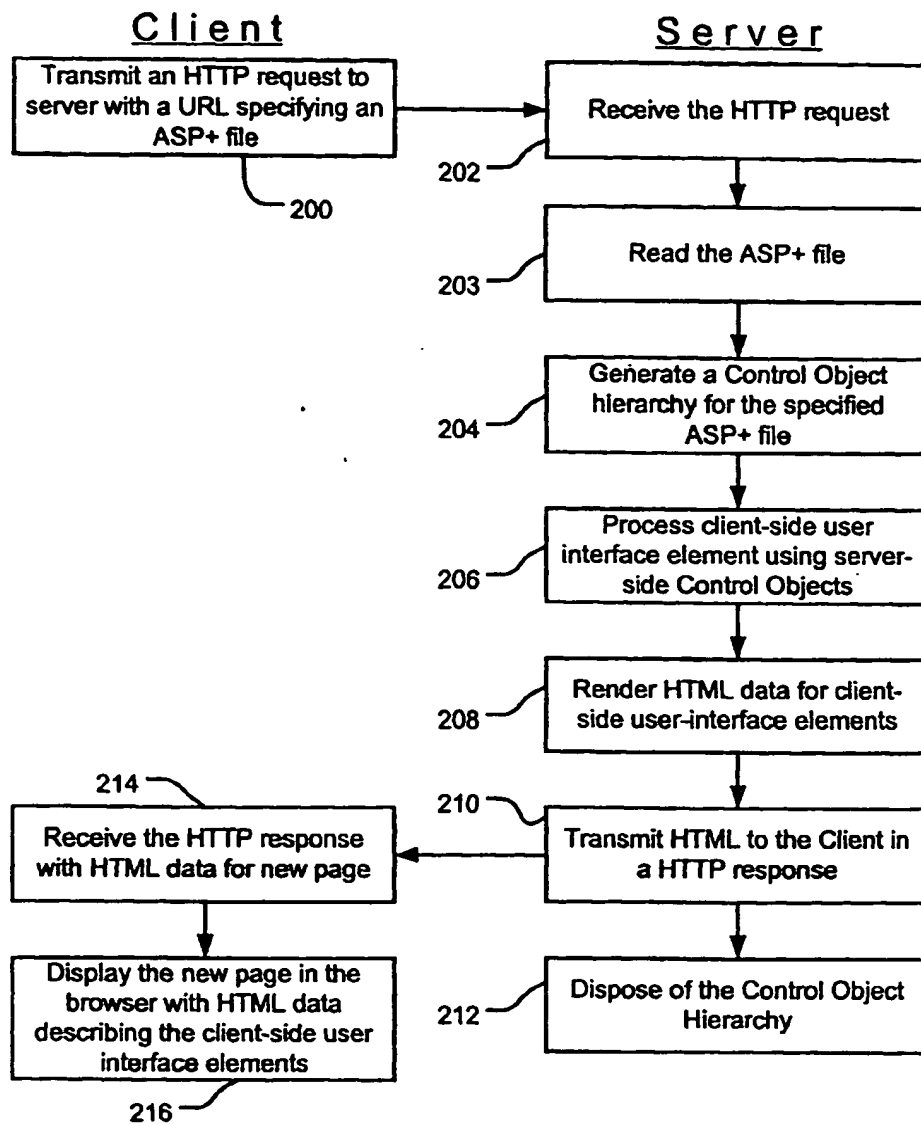 Client
Server
Transmit an HTTP request to
server with a URL specifying an
ASP+ file
200
Receive the HTTP request
202
Read the ASP+ file
203
Generate a Control Object
hierarchy for the specified
ASP+ file
204
Process client-side user
interface element using server-
side Control Objects
206
Render HTML data for client-
side user-interface elements
208
210
Transmit HTML to the Client in
a HTTP response
214
Receive the HTTP response
with HTML data for new page
Dispose of the Control Object
Hierarchy
212
Display the new page in the
browser with HTML data
describing the client-side user
interface elements
216